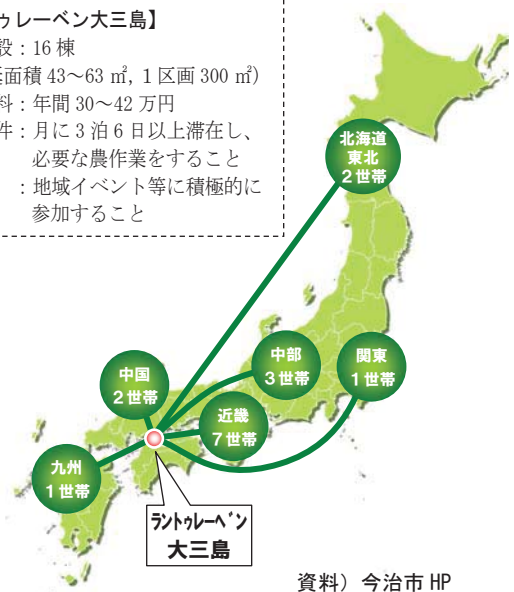 ゥレーベン大三島】
設：16 棟
面積 43～63 ㎡, 1 区画 300 ㎡）
料：年間 30～42 万円
件：月に 3 泊 6 日以上滞在し、
必要な農作業をすること
：地域イベント等に積極的に
参加すること
北海道
東北
2世帯
中部
3世帯
関東
1世帯
中国
2世帯
近畿
7世帯
九州
1世帯
ラントゥレーベン
大三島
資料）今治市 HP